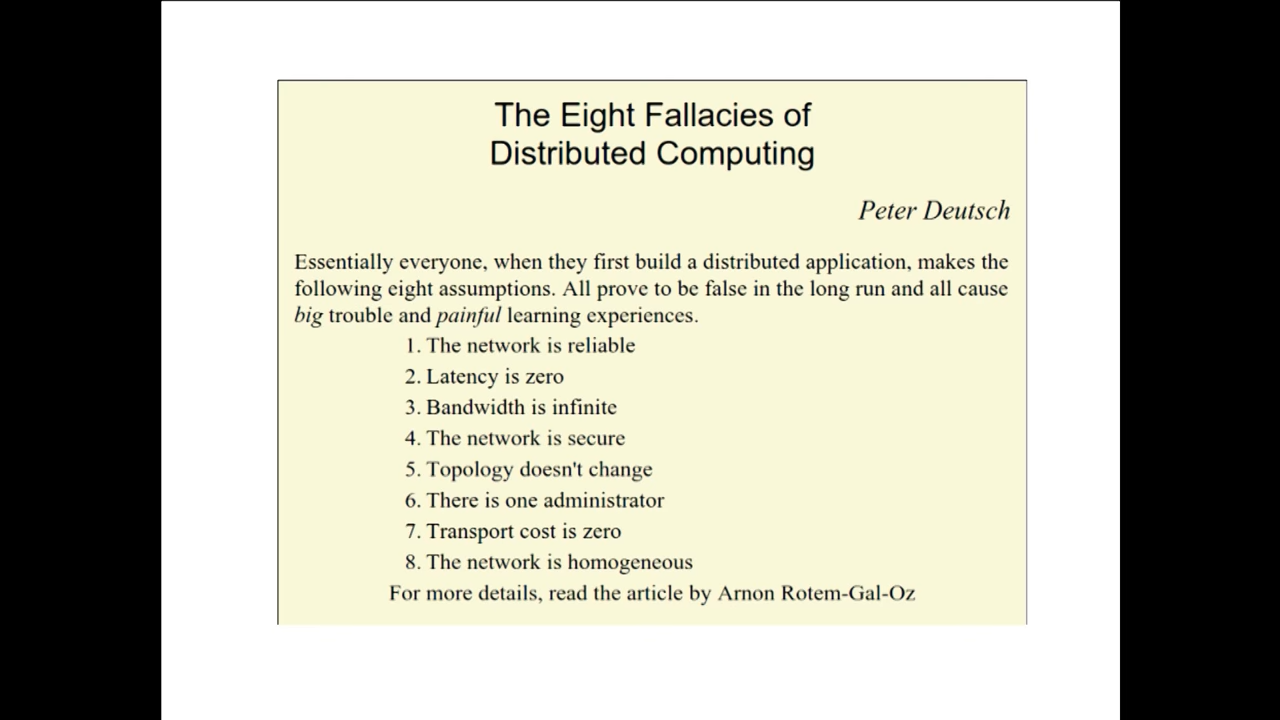 The Eight Fallacies of
Distributed Computing
Peter Deutsch
Essentially everyone, when they first build a distributed application, makes the
following eight assumptions. All prove to be false in the long run and all cause
big trouble and painful learning experiences.
1. The network is reliable
2. Latency is zero
3. Bandwidth is infinite
4. The network is secure
5. Topology doesn't change
6. There is one administrator
7. Transport cost is zero
8. The network is homogeneous
For more details, read the article by Arnon Rotem-Gal-Oz